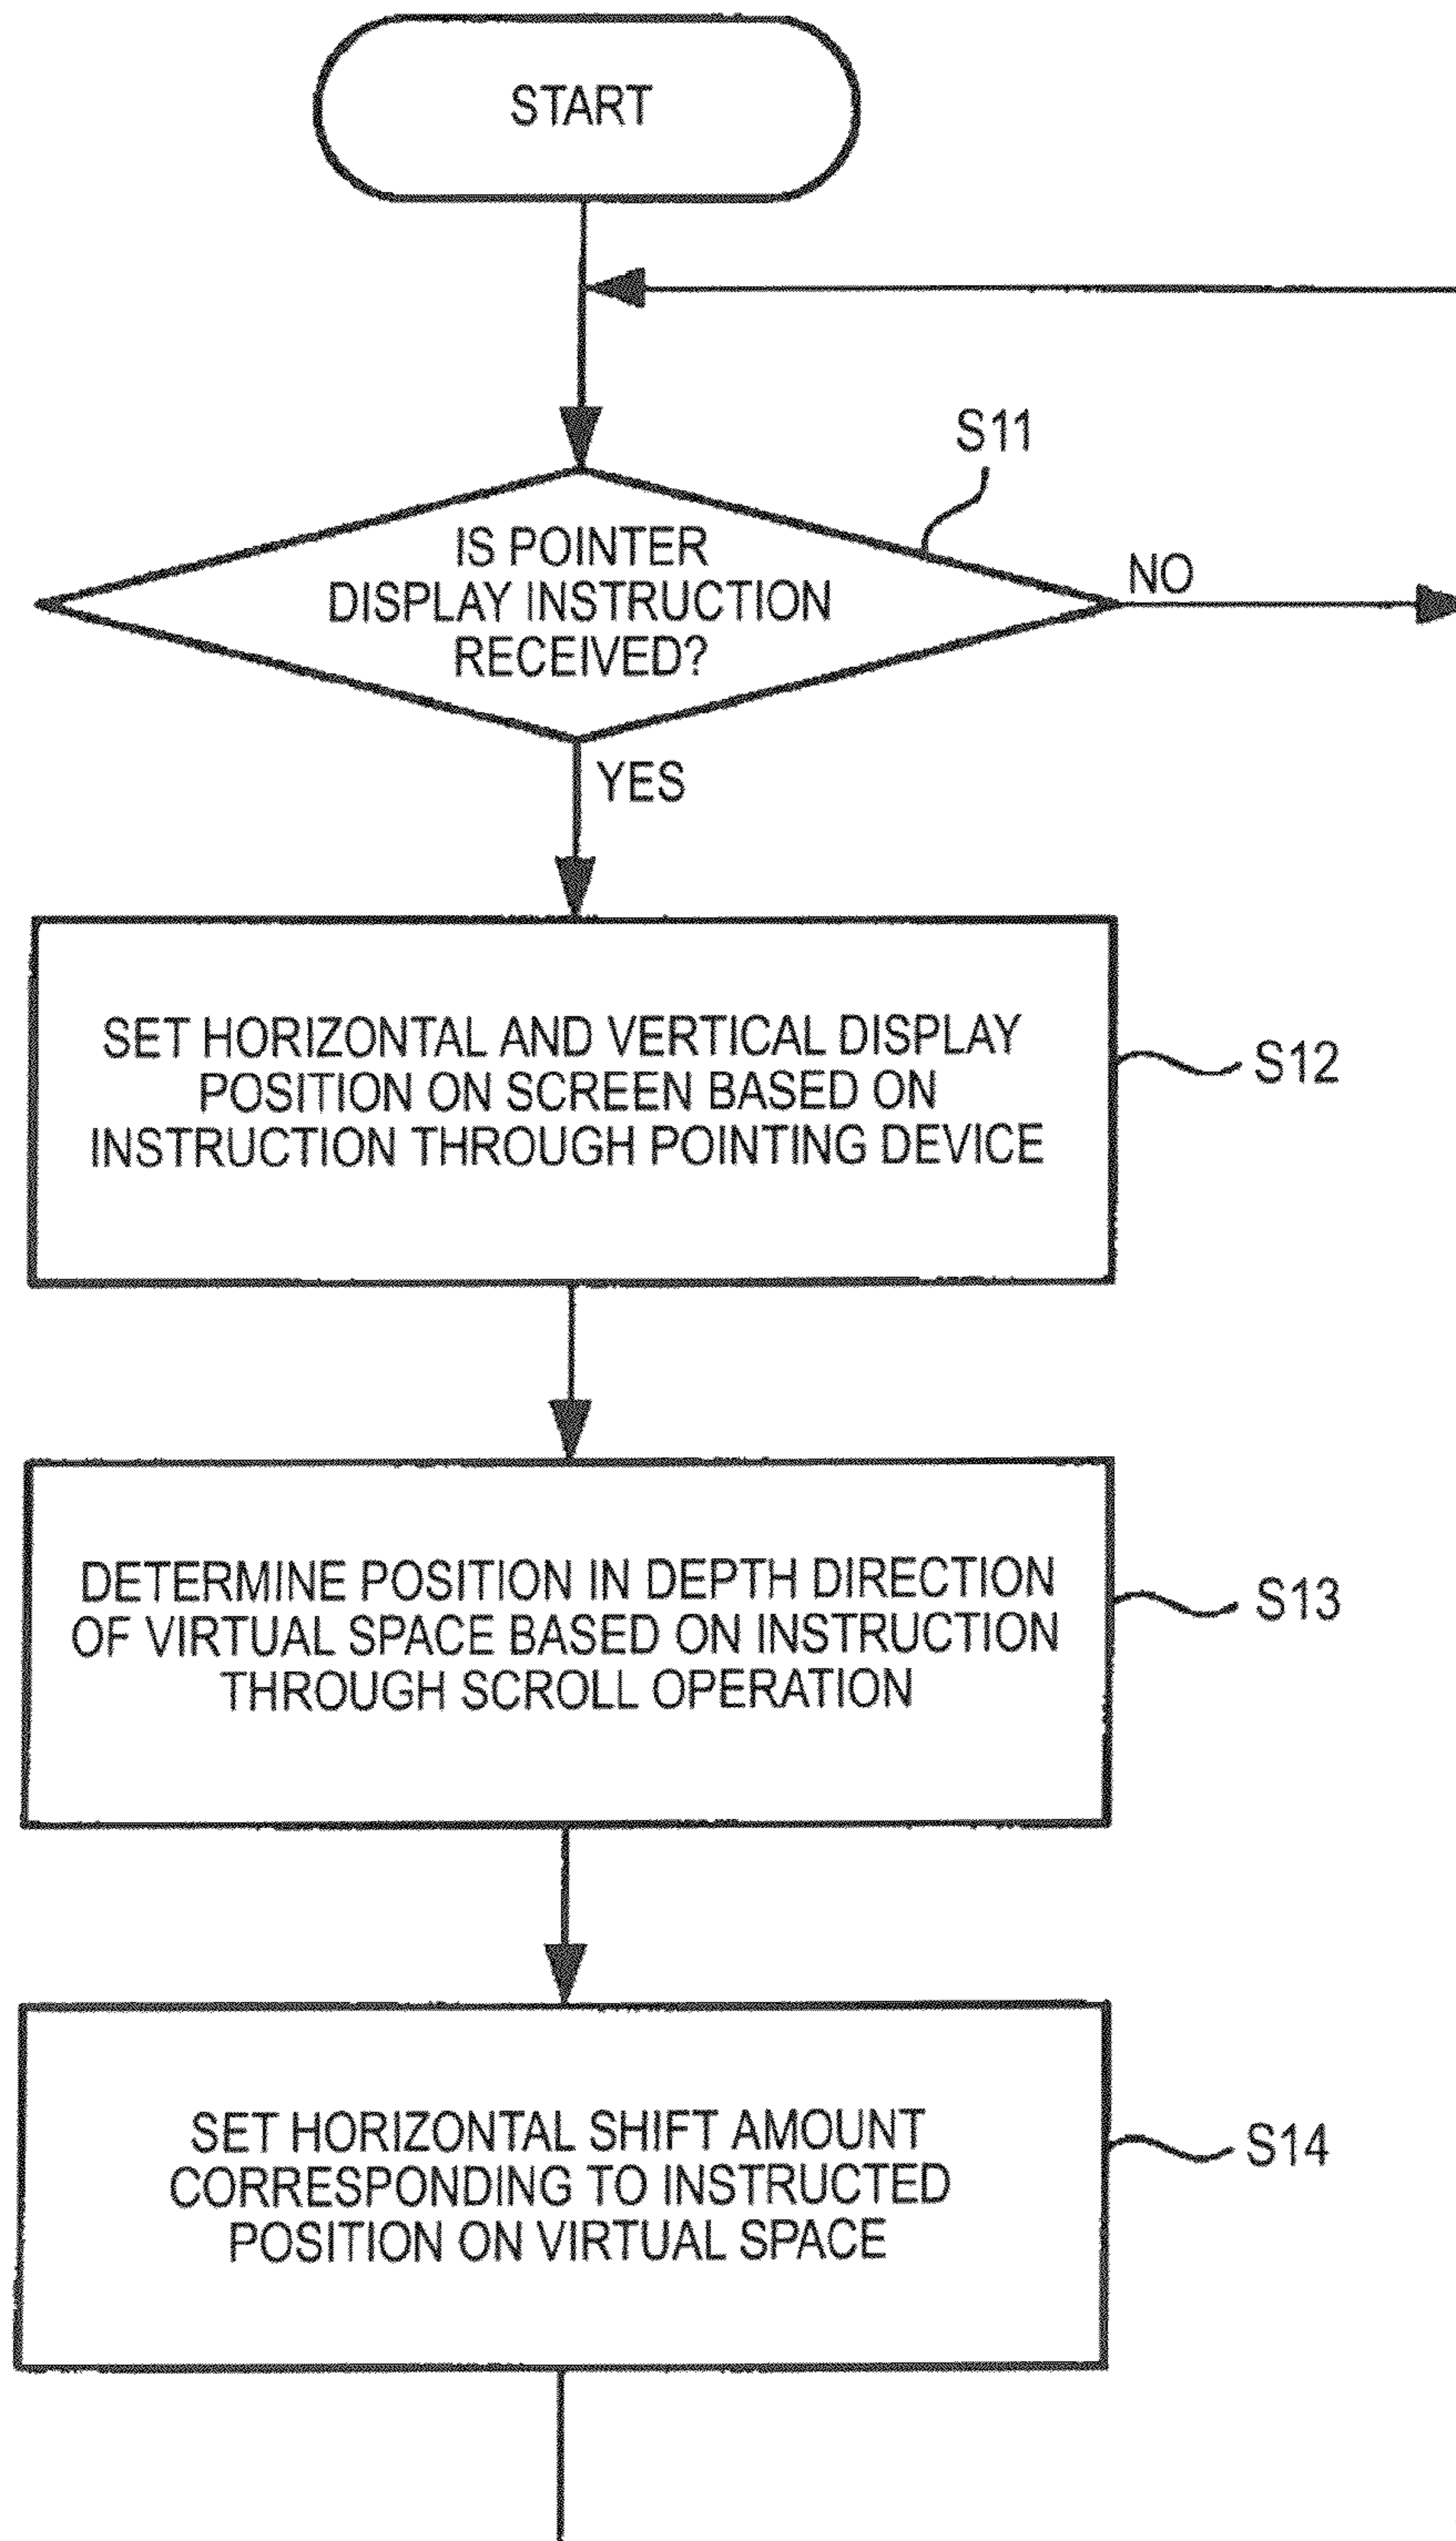 START
S11
IS POINTER
DISPLAY INSTRUCTION
RECEIVED?
NO
YES
SET HORIZONTAL AND VERTICAL DISPLAY
POSITION ON SCREEN BASED ON
INSTRUCTION THROUGH POINTING DEVICE
S12
DETERMINE POSITION IN DEPTH DIRECTION
OF VIRTUAL SPACE BASED ON INSTRUCTION
THROUGH SCROLL OPERATION
S13
SET HORIZONTAL SHIFT AMOUNT
CORRESPONDING TO INSTRUCTED
POSITION ON VIRTUAL SPACE
S14